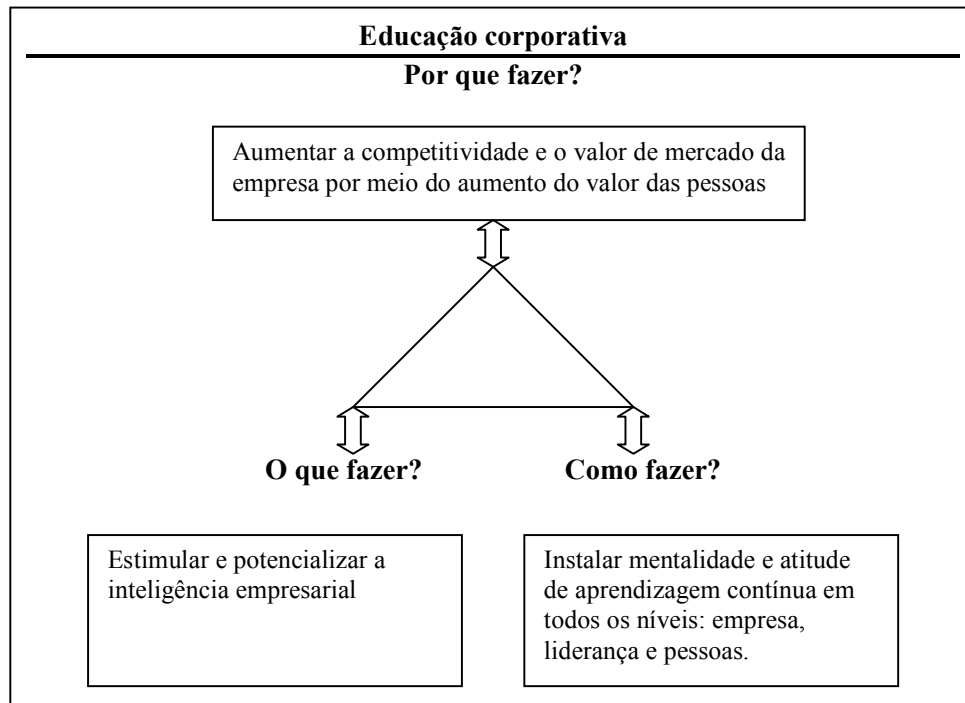 Educação corporativa
Por que fazer?
Aumentar a competitividade e o valor de mercado da
empresa por meio do aumento do valor das pessoas
O que fazer?
Como fazer?
Estimular e potencializar a
inteligência empresarial
Instalar mentalidade e atitude
de aprendizagem contínua em
todos os níveis: empresa,
liderança e pessoas.